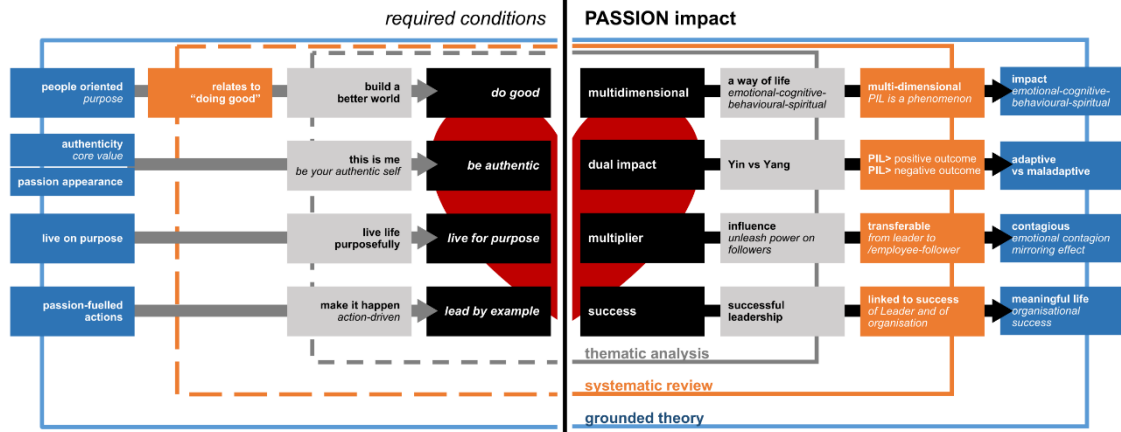 required conditions
PASSION impact
people oriented
purpose
relates to
"doing good"
build a
better world
do good
multidimensional
a way of life
emotional-cognitive-
behavioural-spiritual
multi-dimensional
PIL is a phenomenon
impact
emotional-cognitive-
behavioural-spiritual
authenticity
core value
passion appearance
this is me
be your authentic self
be authentic
dual impact
Yin vs Yang
PIL> positive outcome
PIL> negative outcome
adaptive
vs maladaptive
live on purpose
live life
purposefully
live for purpose
multiplier
influence
unleash power on
followers
transferable
from leader to
/employee-follower
contagious
emotional contagion
mirroring effect
passion-fuelled
actions
make it happen
action-driven
lead by example
success
successful
leadership
linked to success
of Leader and of
organisation
meaningful life
organisational
success
thematic analysis
systematic review
grounded theory